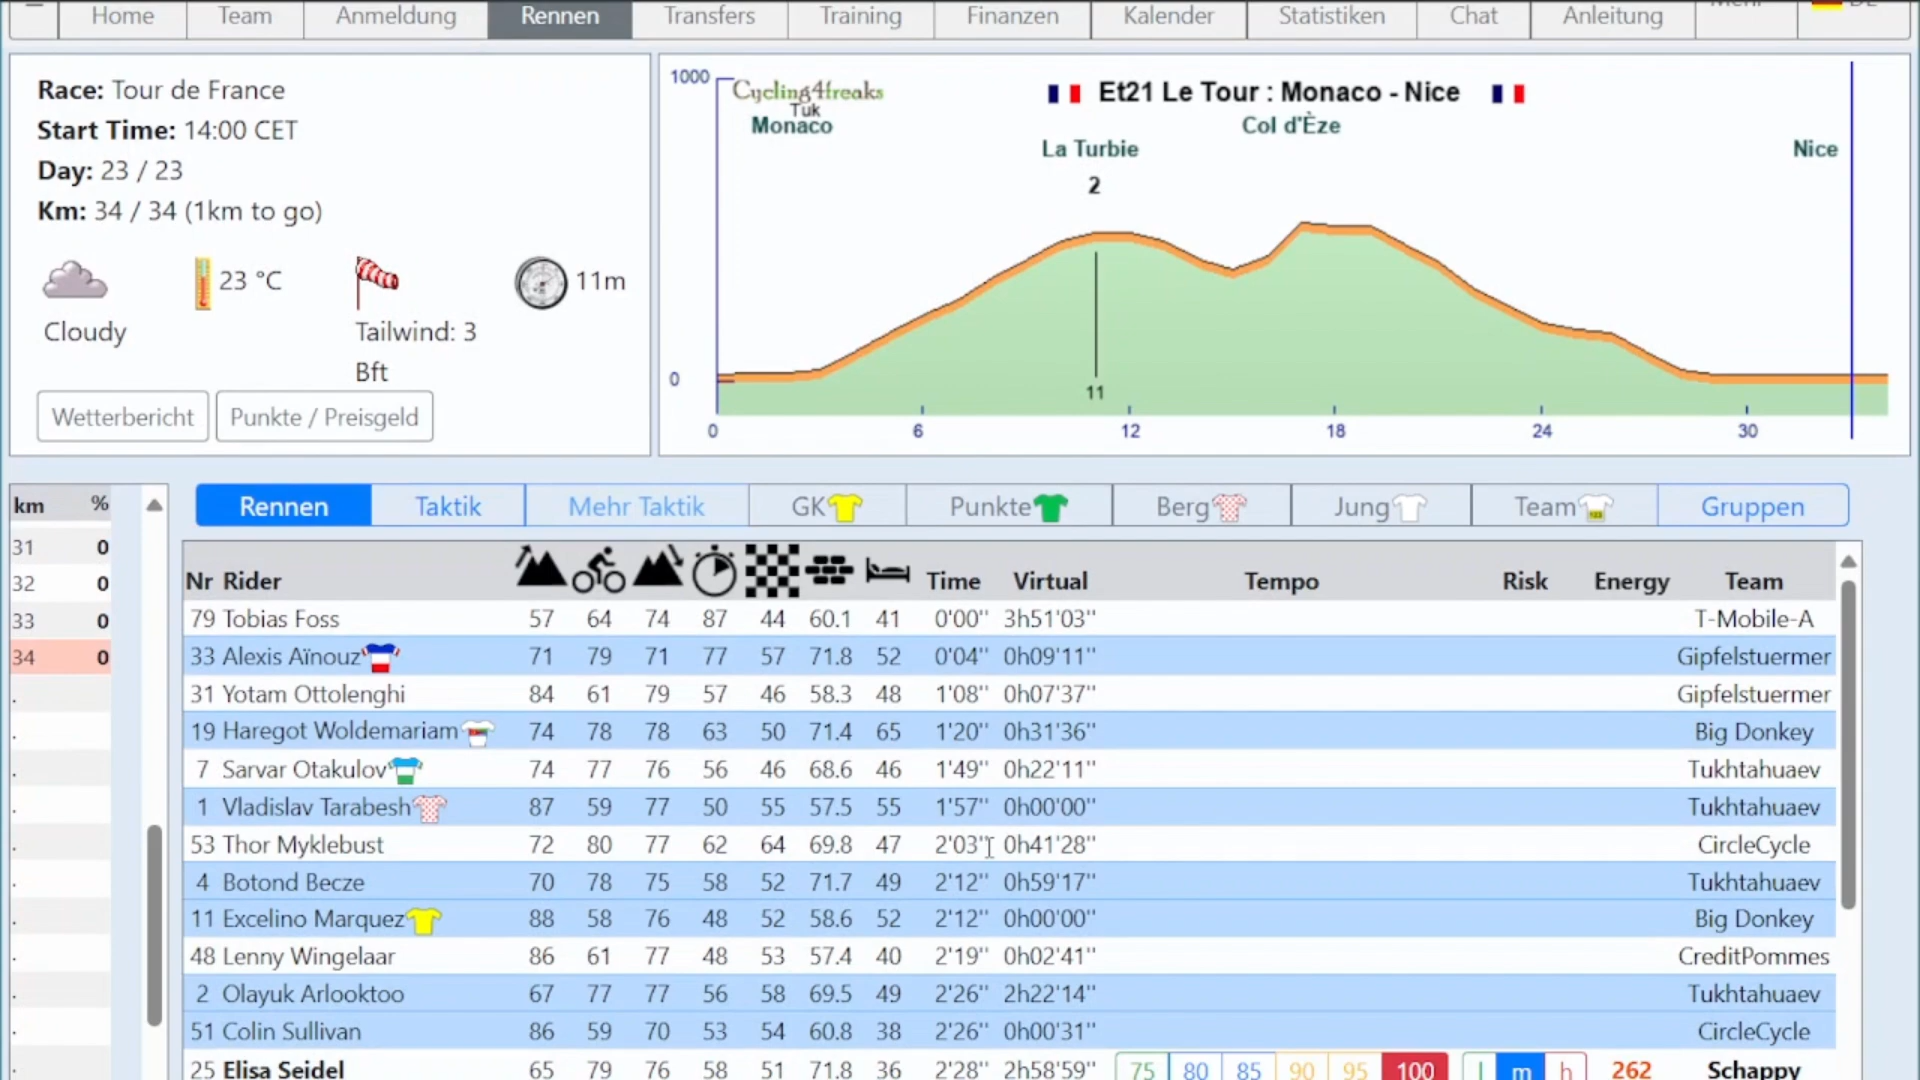 Home Team Anmeldung Rennen Transfers Training Finanzen Kalender Statistiken Chat Anleitung
Race: Tour de France
Start Time: 14:00 CET
Day: 23 / 23
Km: 34 / 34 (1km to go)
23 °C
11m
Cloudy
Tailwind: 3
Bft
Wetterbericht
Punkte / Preisgeld
1000
Cycling4freaks
Tuk
Et21 Le Tour : Monaco - Nice
Monaco
Col d'Èze
La Turbie
Nice
2
0
11
0 6 12 18 24 30
km %
31 0
32 0
33 0
34 0
Rennen Taktik Mehr Taktik GK Punkte Berg Jung Team Gruppen
Nr Rider Time Virtual Tempo Risk Energy Team
79 Tobias Foss 57 64 74 87 44 60.1 41 0'00'' 3h51'03'' T-Mobile-A
33 Alexis Aïnouz 71 79 71 77 57 71.8 52 0'04'' 0h09'11'' Gipfelstuermer
31 Yotam Ottolenghi 84 61 79 57 46 58.3 48 1'08'' 0h07'37'' Gipfelstuermer
19 Haregot Woldemariam 74 78 78 63 50 71.4 65 1'20'' 0h31'36'' Big Donkey
7 Sarvar Otakulov 74 77 76 56 46 68.6 46 1'49'' 0h22'11'' Tukhtahuaev
1 Vladislav Tarabesh 87 59 77 50 55 57.5 55 1'57'' 0h00'00'' Tukhtahuaev
53 Thor Myklebust 72 80 77 62 64 69.8 47 2'03'' 0h41'28'' CircleCycle
4 Botond Becze 70 78 75 58 52 71.7 49 2'12'' 0h59'17'' Tukhtahuaev
11 Excelino Marquez 88 58 76 48 52 58.6 52 2'12'' 0h00'00'' Big Donkey
48 Lenny Wingelaar 86 61 77 48 53 57.4 40 2'19'' 0h02'41'' CreditPommes
2 Olayuk Arlooktoo 67 77 77 56 58 69.5 49 2'26'' 2h22'14'' Tukhtahuaev
51 Colin Sullivan 86 59 70 53 54 60.8 38 2'26'' 0h00'31'' CircleCycle
25 Elisa Seidel 65 79 76 58 51 71.8 36 2'28'' 2h58'59'' 75 80 85 90 95 100 l m h 262 Schappy